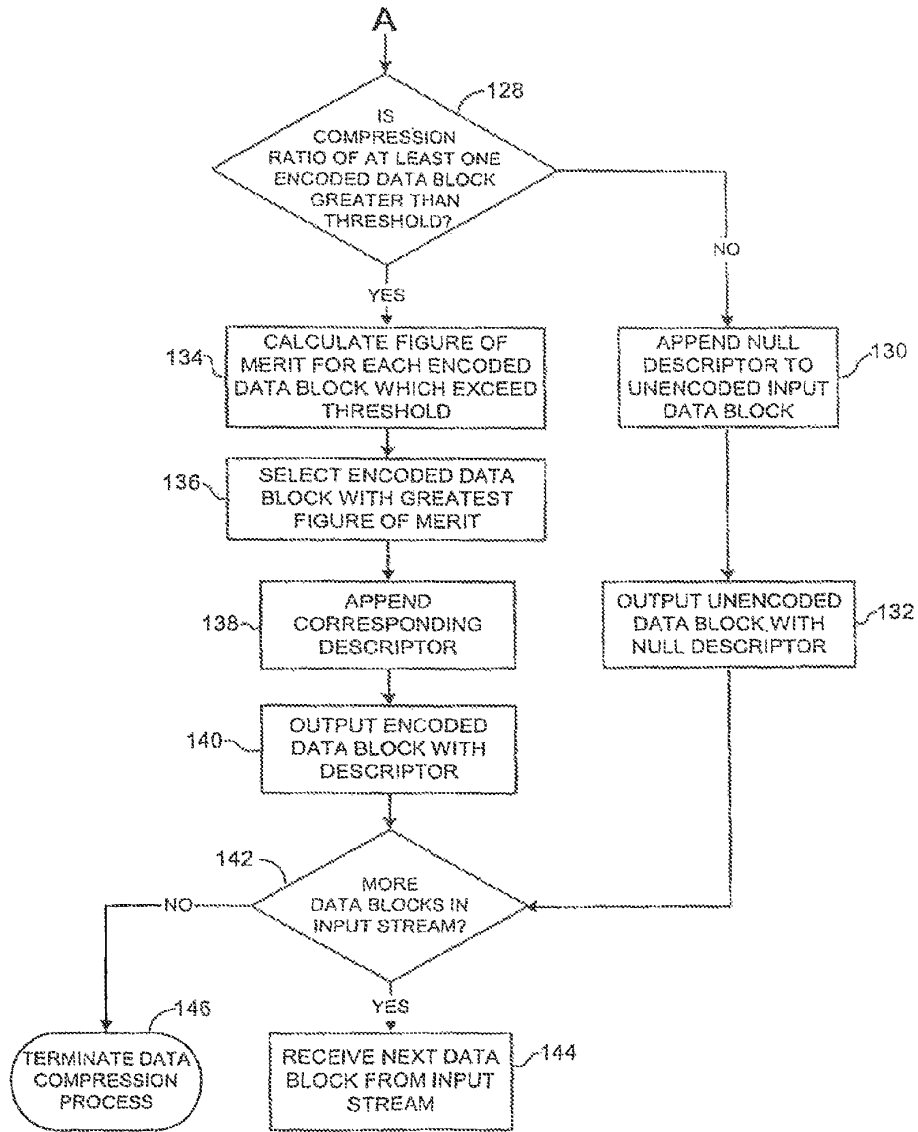 A
128
IS
COMPRESSION
RATIO OF AT LEAST ONE
ENCODED DATA BLOCK
GREATER THAN
THRESHOLD?
NO
YES
134
CALCULATE FIGURE OF
MERIT FOR EACH ENCODED
DATA BLOCK WHICH EXCEED
THRESHOLD
APPEND NULL
DESCRIPTOR TO
UNENCODED INPUT
DATA BLOCK
130
136
SELECT ENCODED DATA
BLOCK WITH GREATEST
FIGURE OF MERIT
138
APPEND
CORRESPONDING
DESCRIPTOR
OUTPUT UNENCODED
DATA BLOCK WITH
NULL DESCRIPTOR
132
140
OUTPUT ENCODED
DATA BLOCK WITH
DESCRIPTOR
142
MORE
DATA BLOCKS IN
INPUT STREAM?
NO
YES
146
TERMINATE DATA
COMPRESSION
PROCESS
RECEIVE NEXT DATA
BLOCK FROM INPUT
STREAM
144